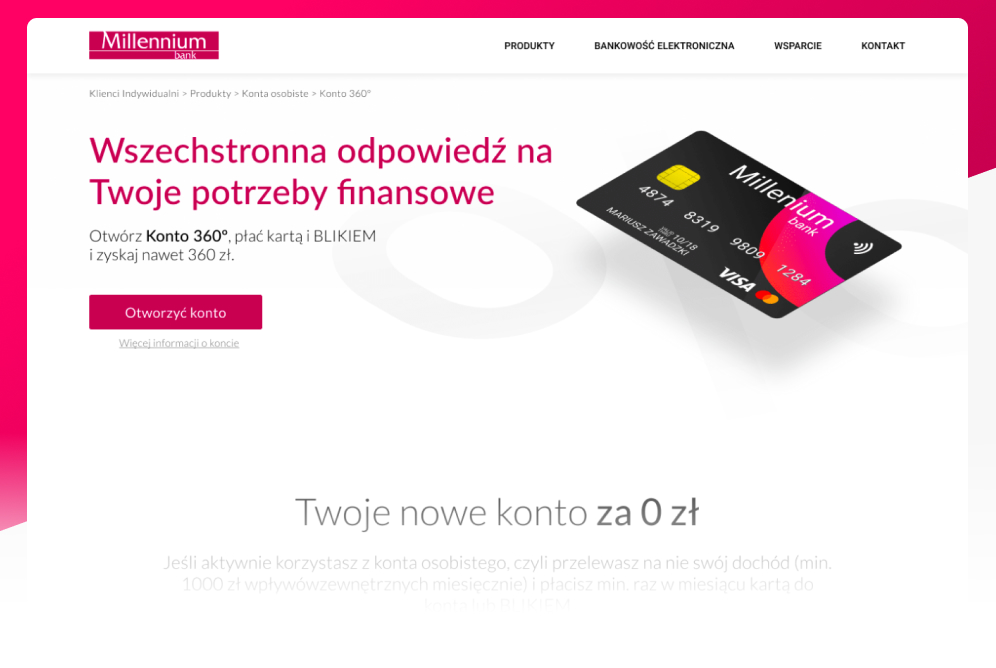 Millennium
bank
PRODUKTY
BANKOWOŚĆ ELEKTRONICZNA
WSPARCIE
KONTAKT
Klienci Indywidualni > Produkty > Konta osobiste > Konto 360°
Wszechstronna odpowiedź na
Twoje potrzeby finansowe
Otwórz Konto 360°, płać kartą i BLIKIEM
i zyskaj nawet 360 zł.
Otworzyć konto
Więcej informacji o koncie
Millenium
bank
4874 8319 9809 1284
10/18
MARIUSZ ZAWADZKI
VISA
Twoje nowe konto za 0 zł
Jeśli aktywnie korzystasz z konta osobistego, czyli przelewasz na nie swój dochód (min.
1000 zł wpływówzewnętrznych miesięcznie) i płacisz min. raz w miesiącu kartą do
konta lub BLIKIEM